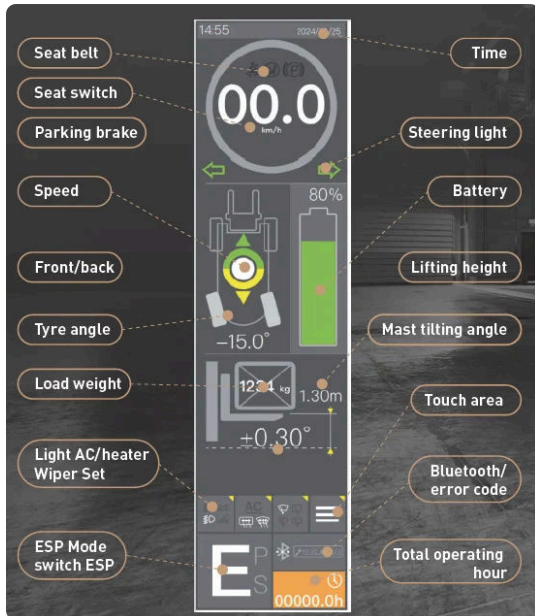 14:55
Seat belt
Time
Seat switch
00.0
Parking brake
km/h
Steering light
Speed
80%
Battery
Front/back
Lifting height
Tyre angle
-15.0°
Mast tilting angle
Load weight
1234 kg
1.30m
Touch area
±0.30°
Light AC/heater
Wiper Set
Bluetooth/
error code
ESP Mode
switch ESP
E
P
S
Total operating
hour
00000.0h